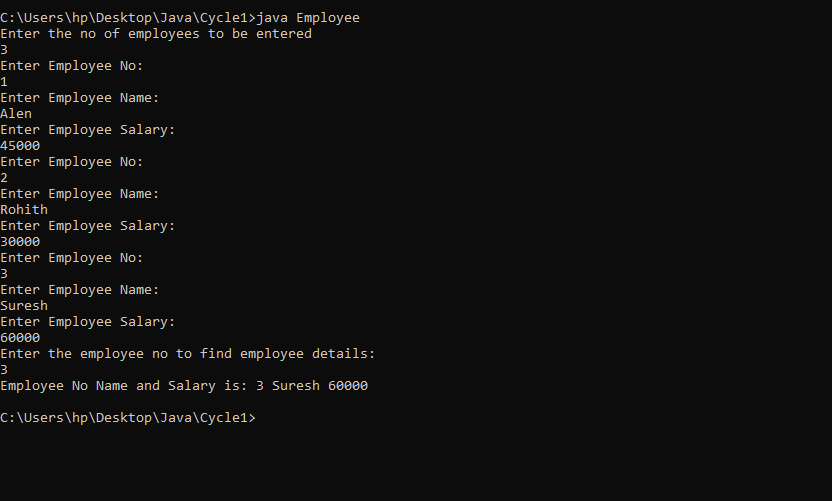 C:\Users\hp\Desktop\Java\Cycle1>java Employee
Enter the no of employees to be entered
3
Enter Employee No:
1
Enter Employee Name:
Alen
Enter Employee Salary:
45000
Enter Employee No:
2
Enter Employee Name:
Rohith
Enter Employee Salary:
30000
Enter Employee No:
3
Enter Employee Name:
Suresh
Enter Employee Salary:
60000
Enter the employee no to find employee details:
3
Employee No Name and Salary is: 3 Suresh 60000
C:\Users\hp\Desktop\Java\Cycle1>